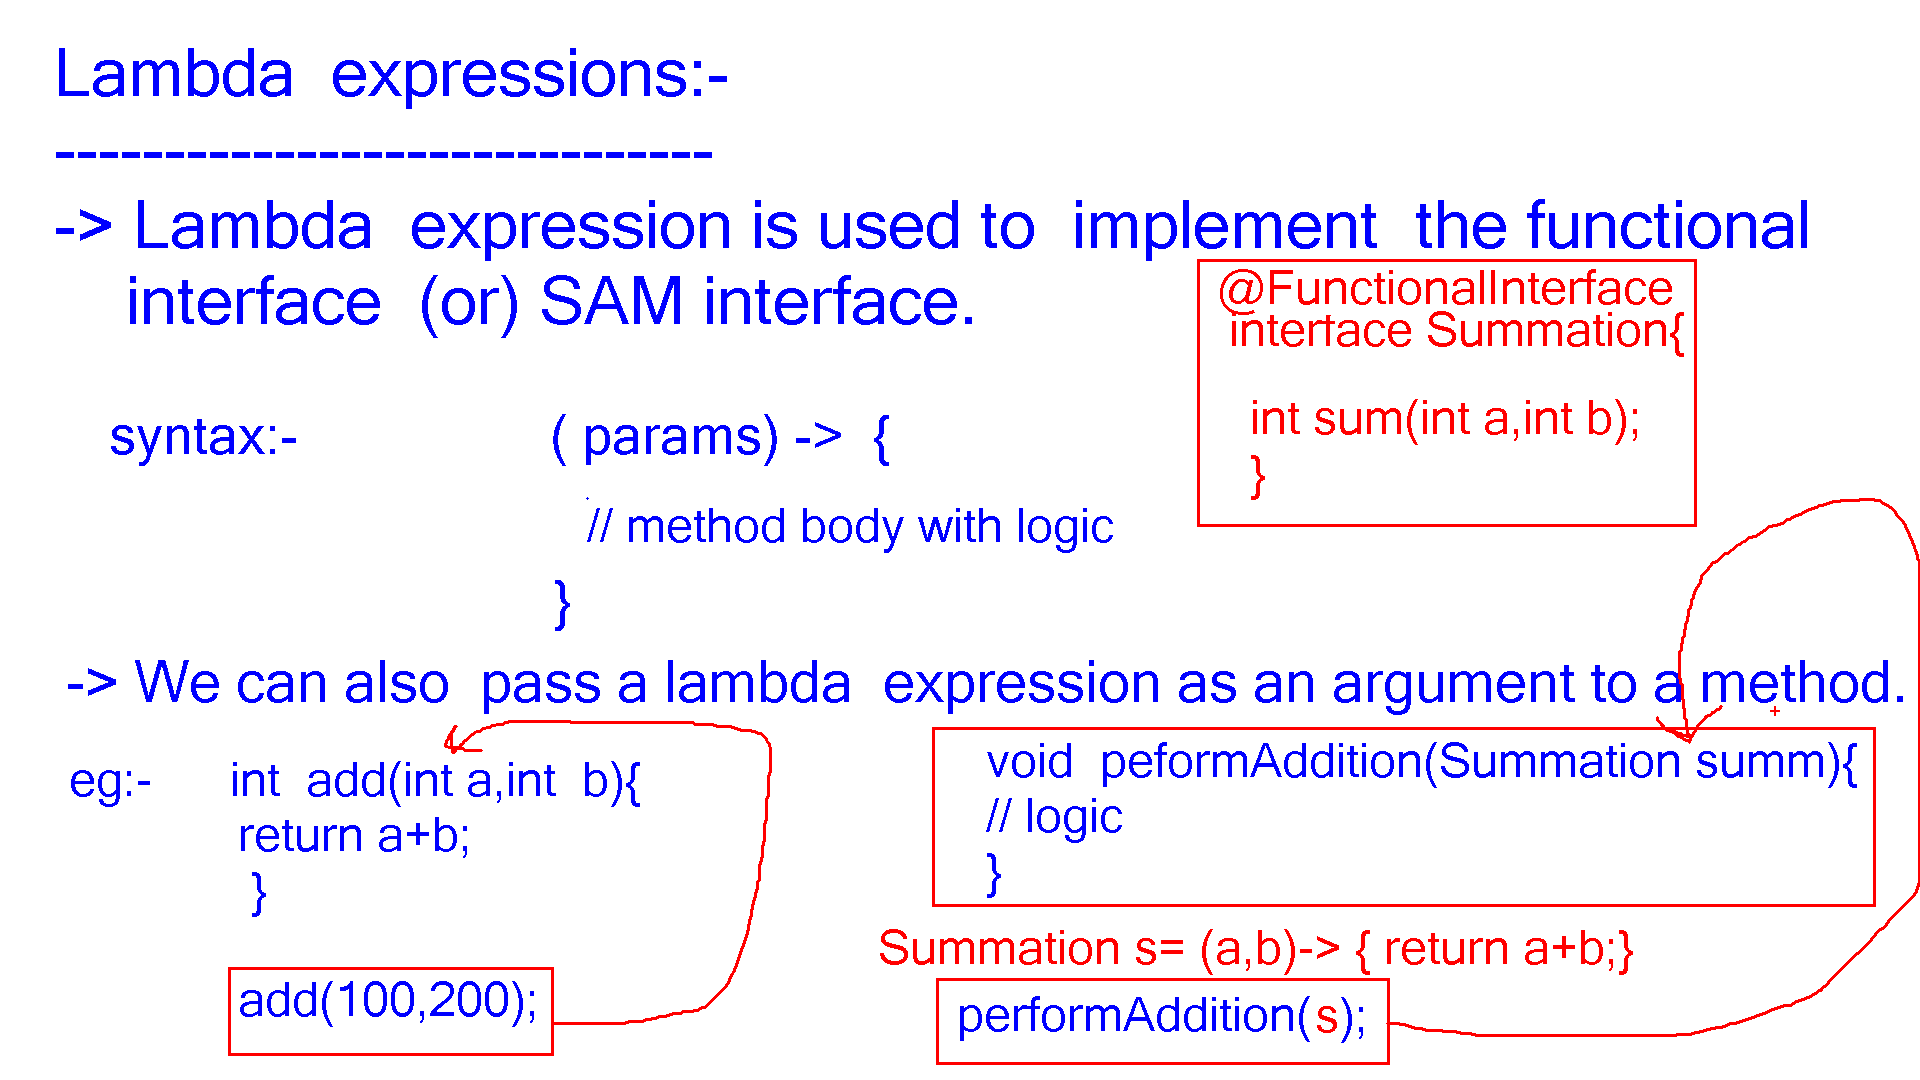 Lambda expressions:-
------------------------------
-> Lambda expression is used to implement the functional
interface (or) SAM interface.
@FunctionalInterface
interface Summation{
int sum(int a,int b);
}
syntax:- ( params) -> {
// method body with logic
}
-> We can also pass a lambda expression as an argument to a method.
eg:- int add(int a,int b){
return a+b;
}
add(100,200);
void peformAddition(Summation summ){
// logic
}
Summation s= (a,b)-> { return a+b;}
performAddition(s);